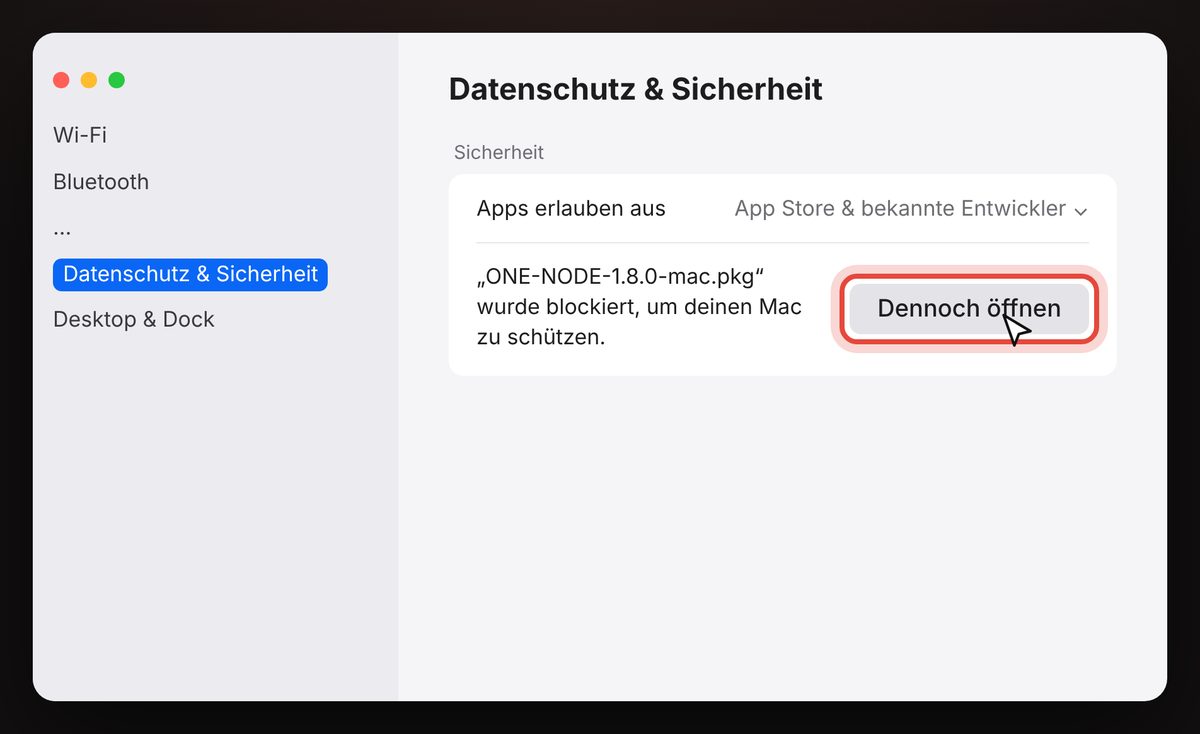 Wi-Fi
Bluetooth
...
Datenschutz & Sicherheit
Desktop & Dock
Datenschutz & Sicherheit
Sicherheit
Apps erlauben aus
App Store & bekannte Entwickler
„ONE-NODE-1.8.0-mac.pkg“
wurde blockiert, um deinen Mac
zu schützen.
Dennoch öffnen